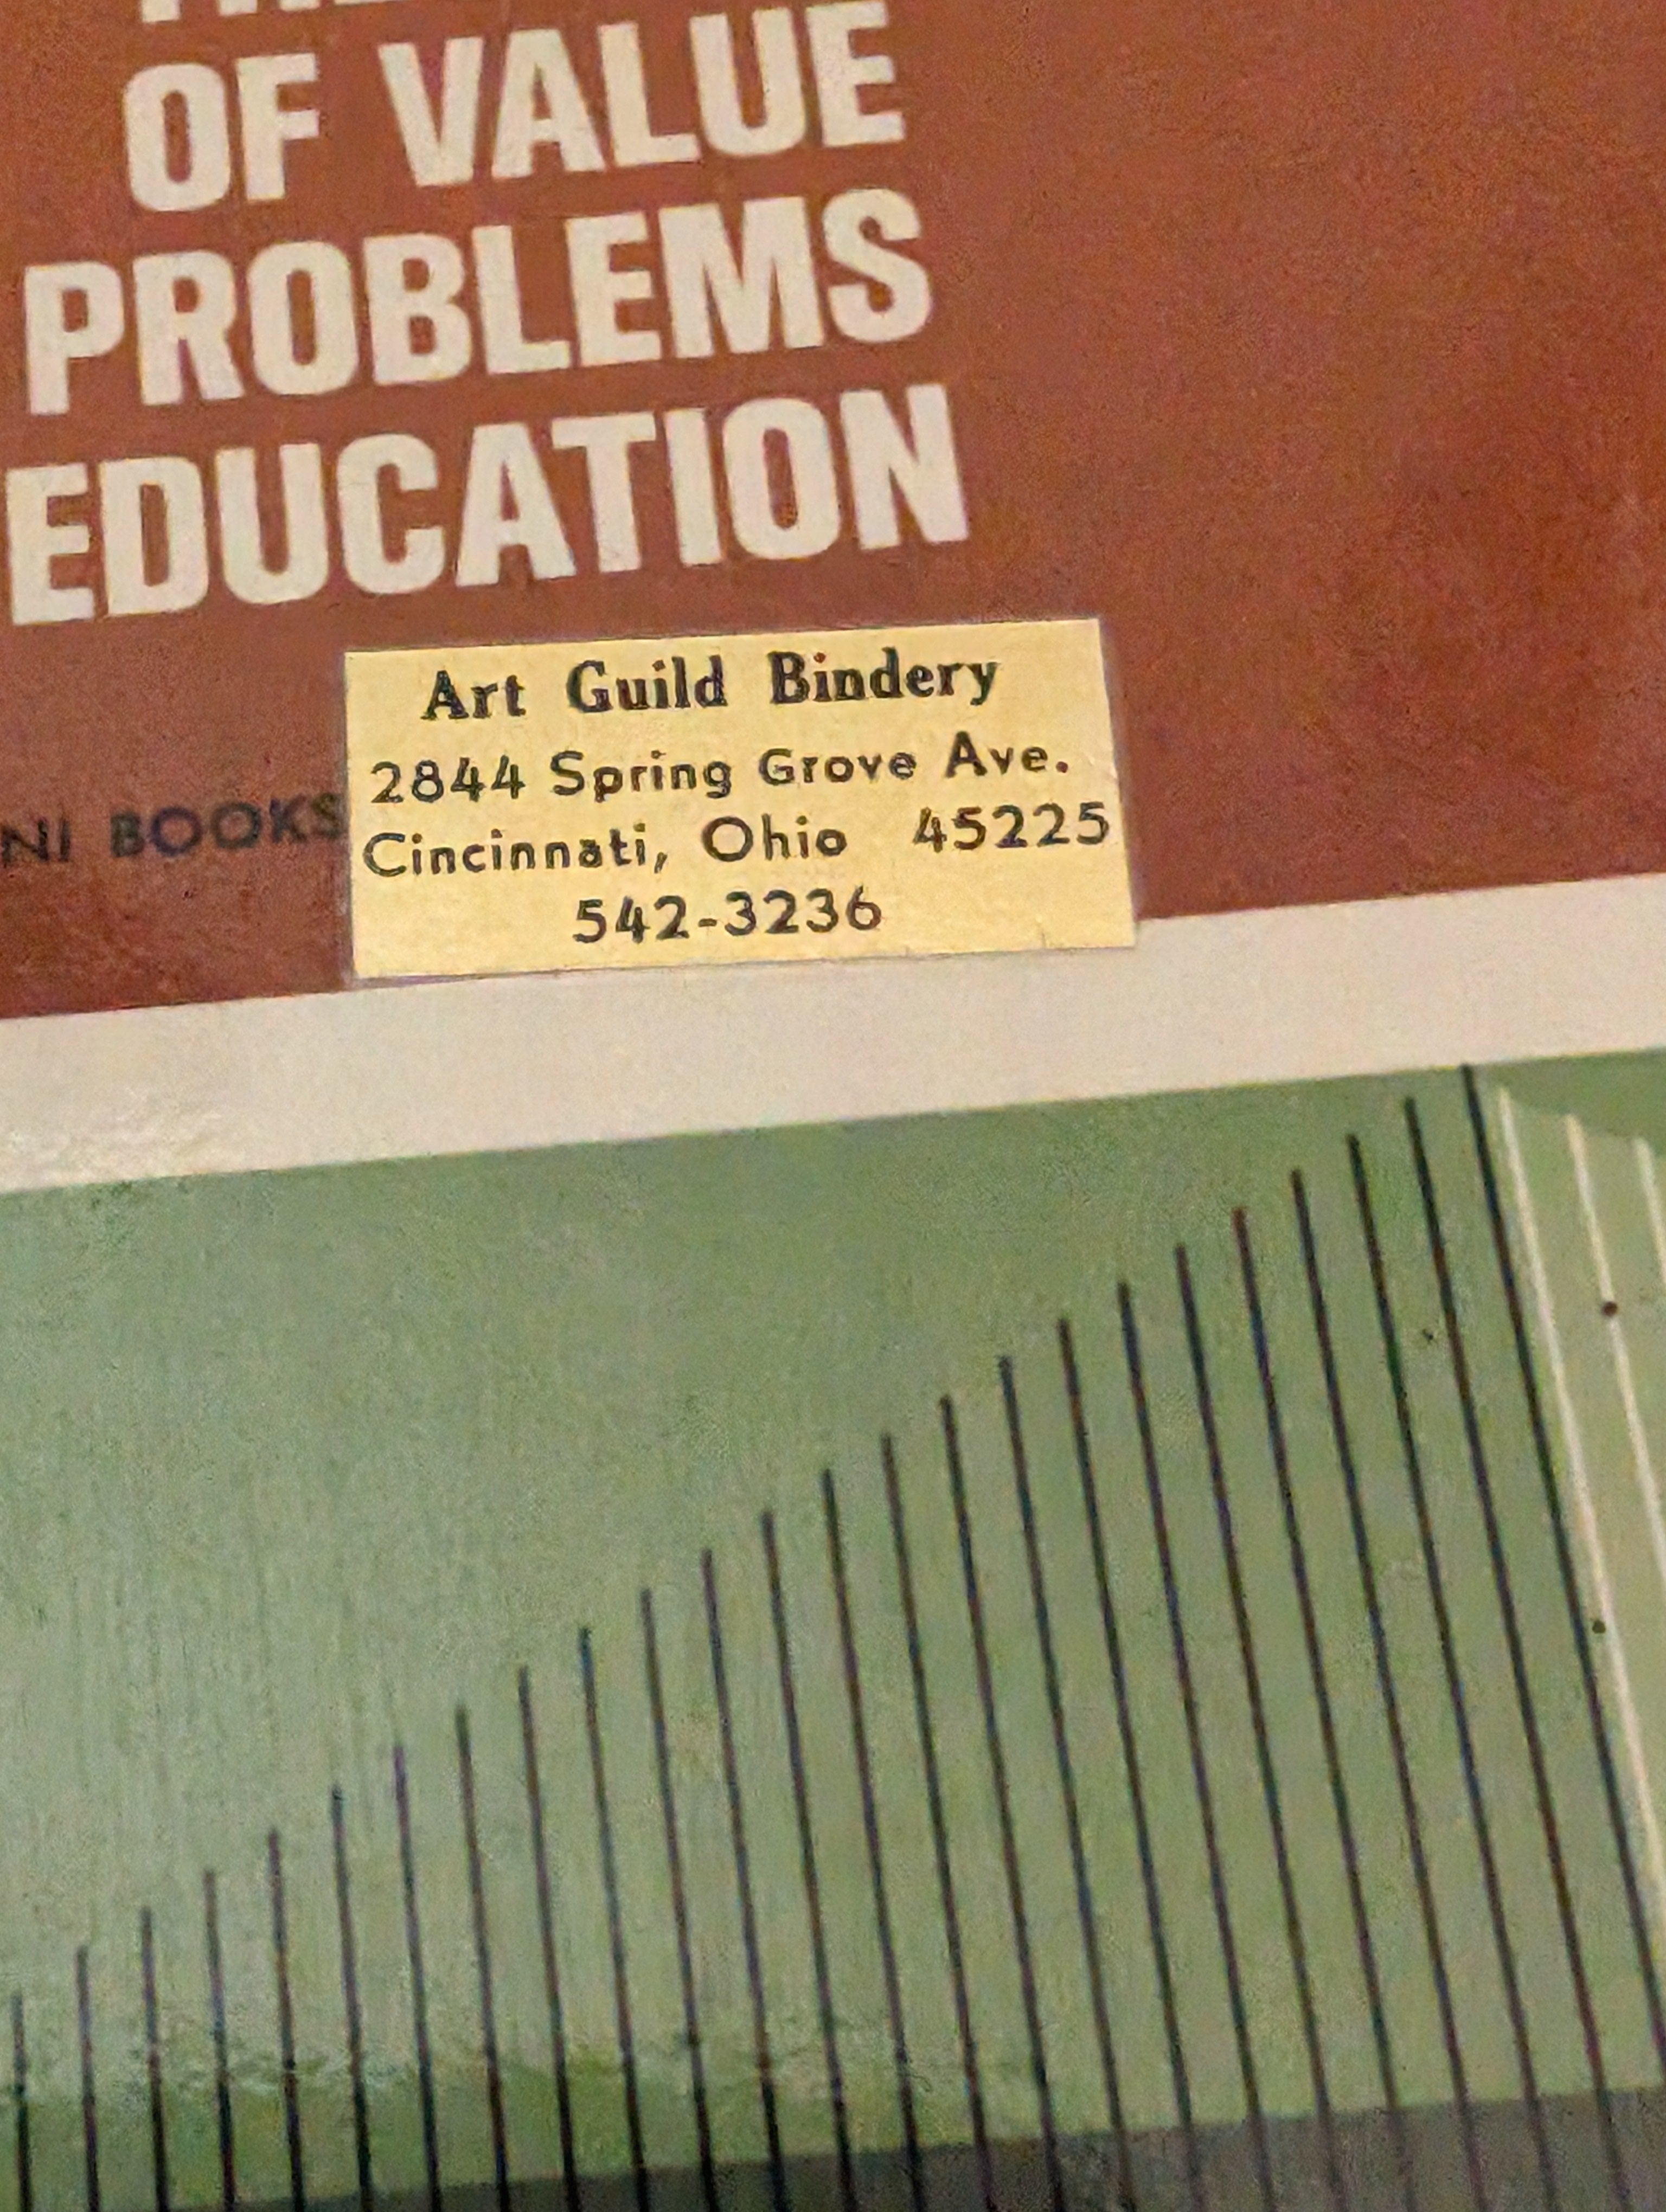 OF VALUE
PROBLEMS
EDUCATION
NI BOOKS
Art Guild Bindery
2844 Spring Grove Ave.
Cincinnati, Ohio 45225
542-3236